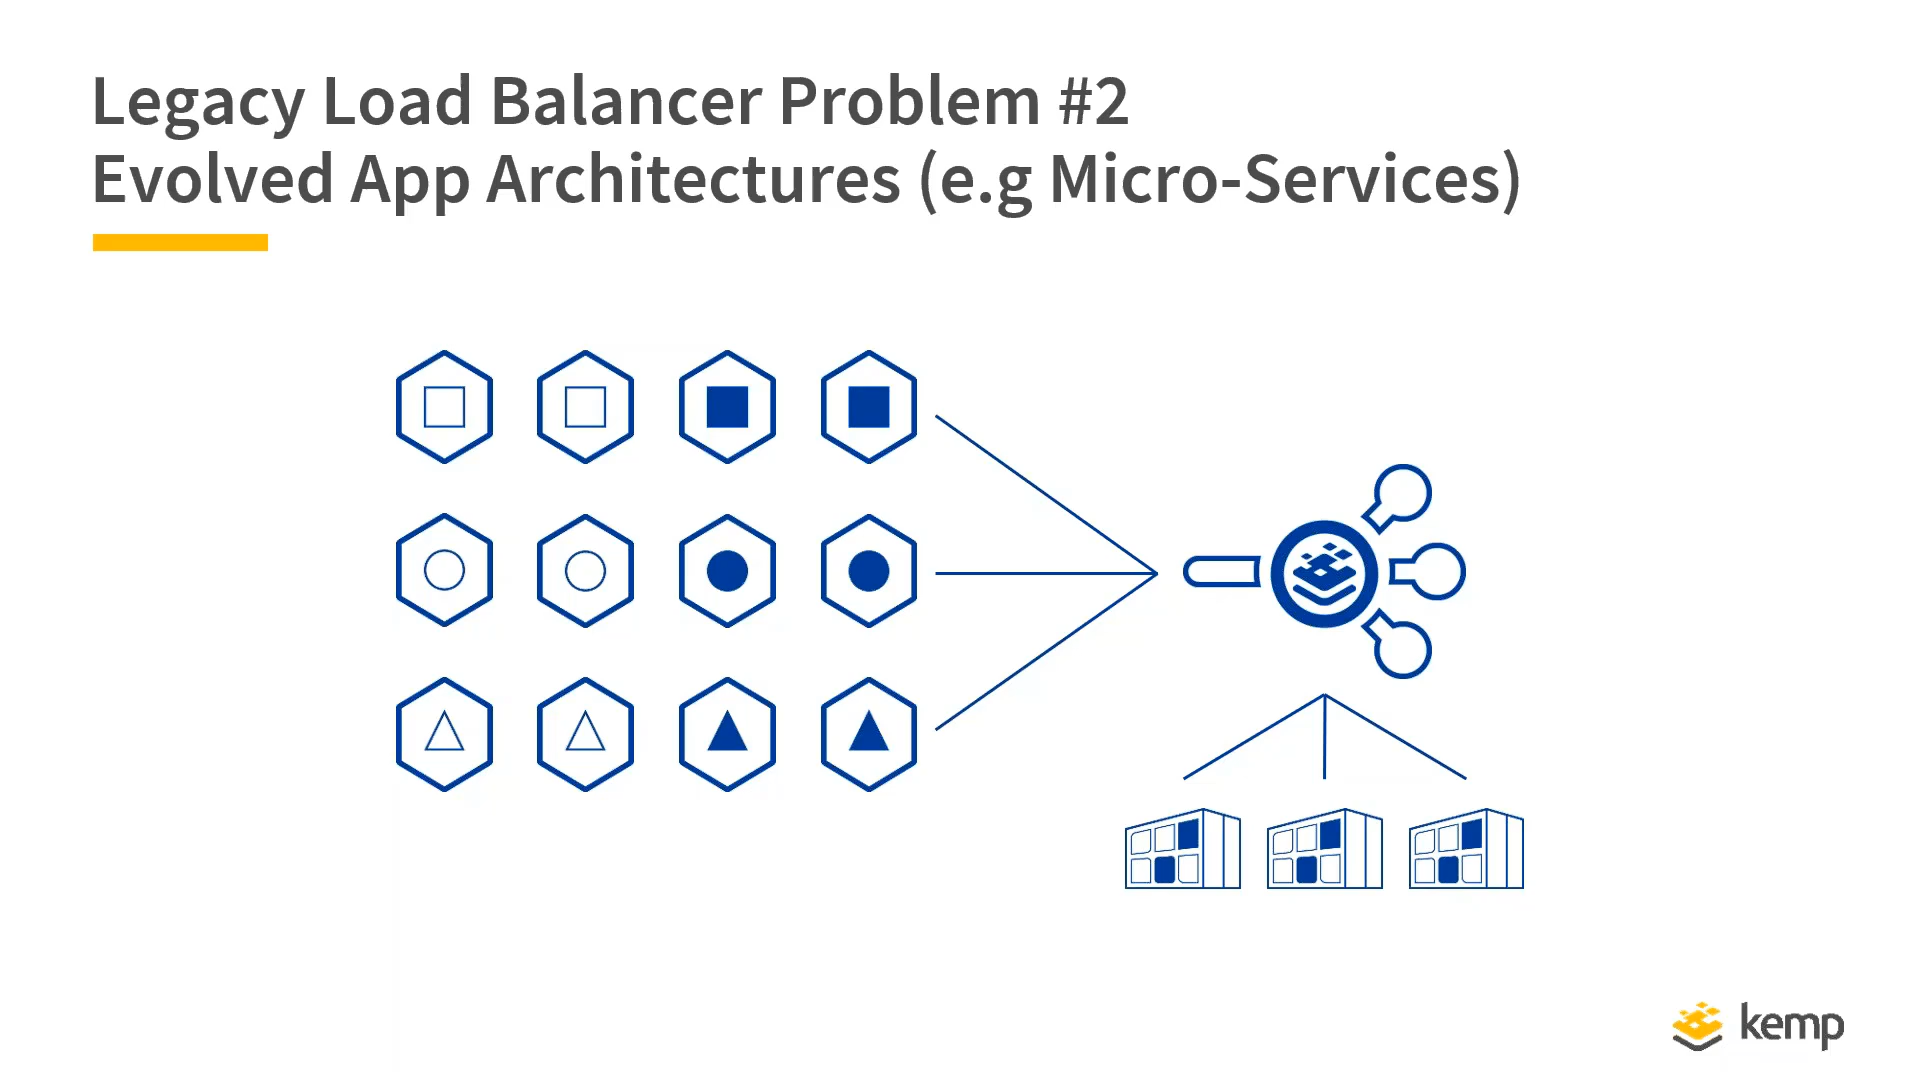 Legacy Load Balancer Problem #2
Evolved App Architectures (e.g Micro-Services)
kemp